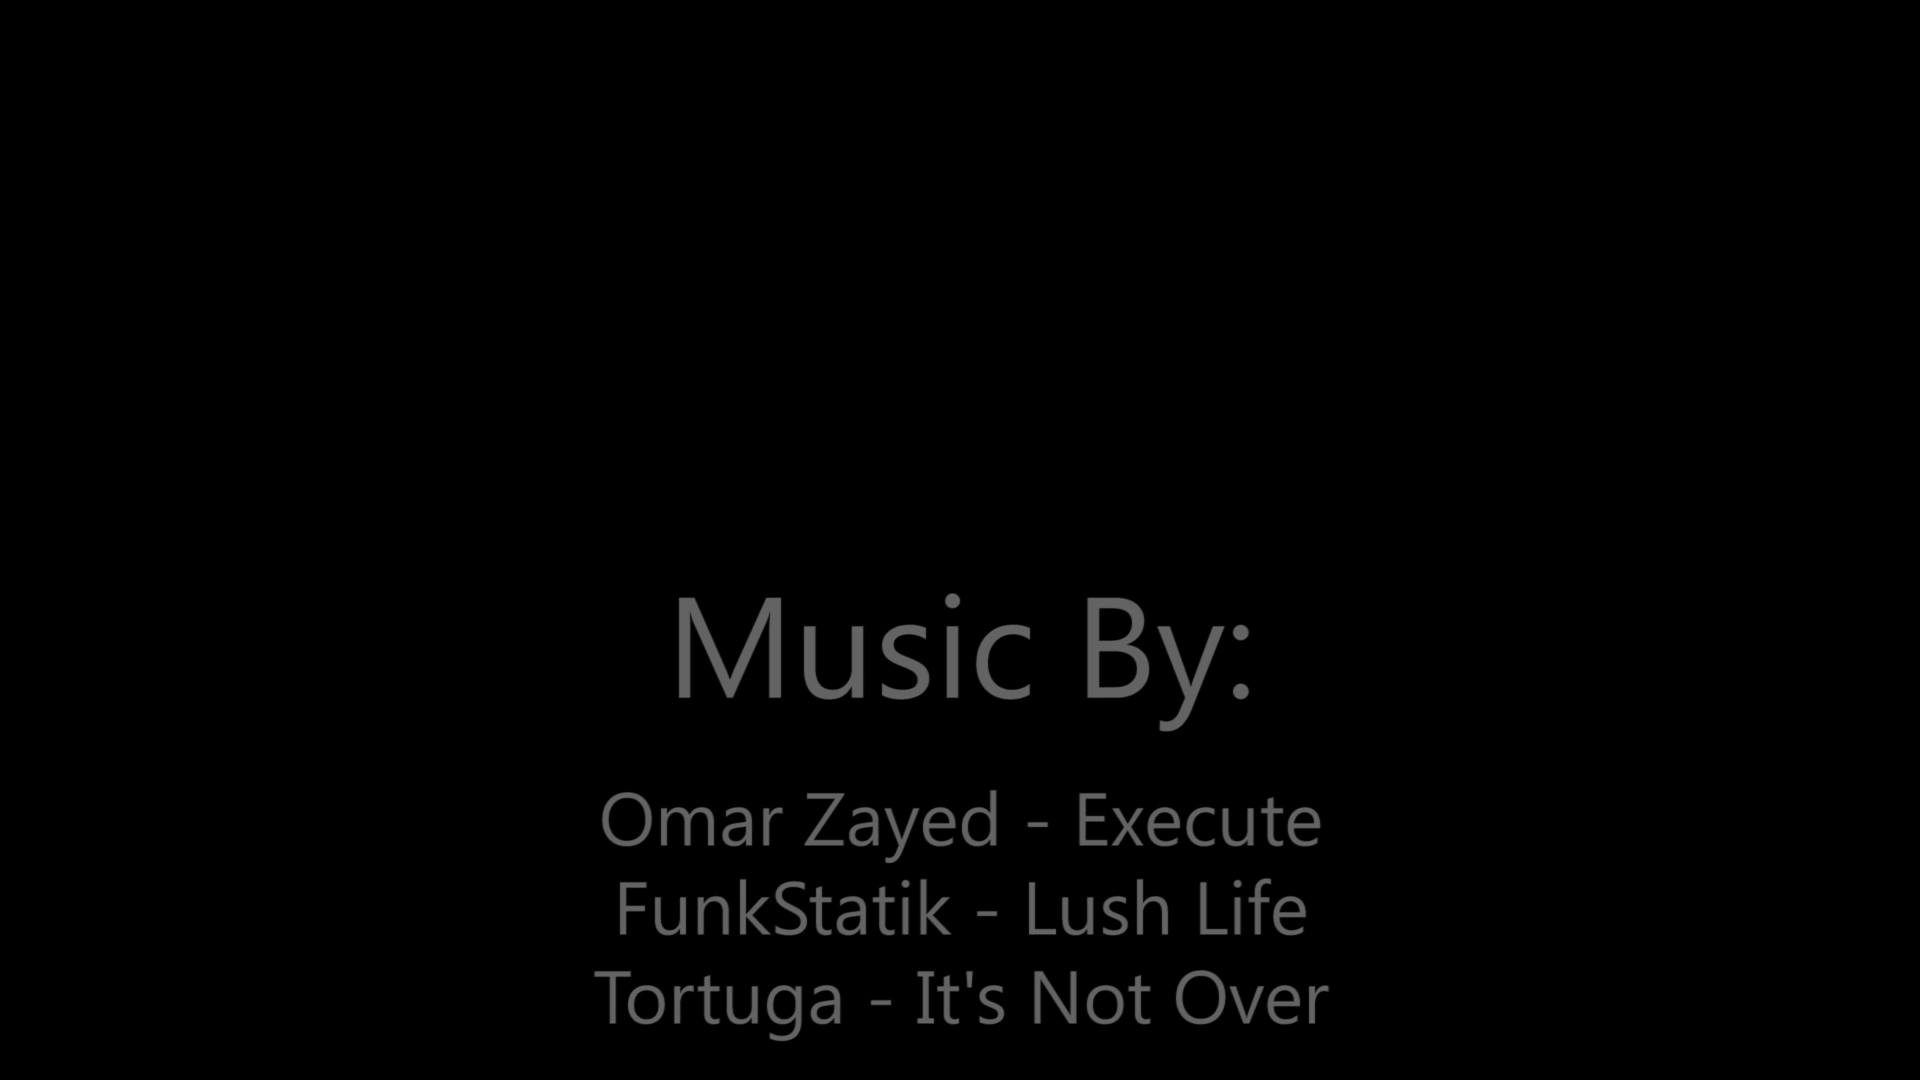 Music By:
Omar Zayed - Execute
FunkStatik - Lush Life
Tortuga - It's Not Over